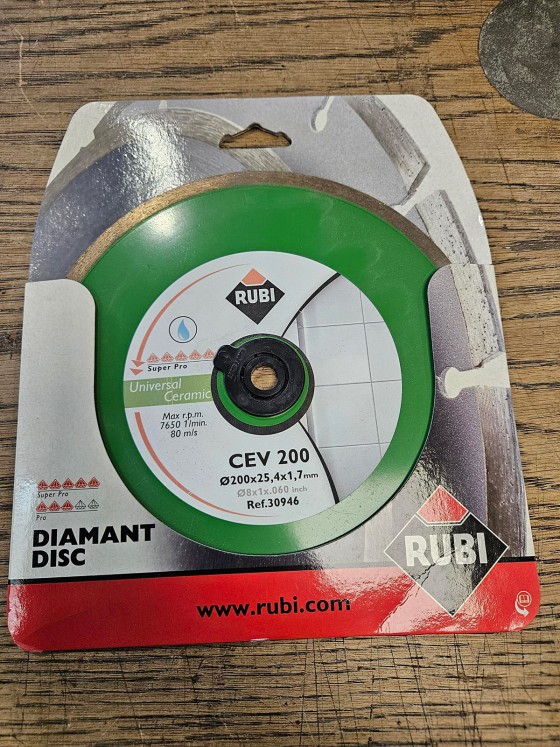 RUBI
Super Pro
Universal
Ceramic
Max r.p.m.
7650 1/min.
80 m/s
CEV 200
Ø200x25,4x1,7mm
Ø8x1x.060 inch
Ref.30946
Super Pro
Pro
DIAMANT
DISC
RUBI
www.rubi.com